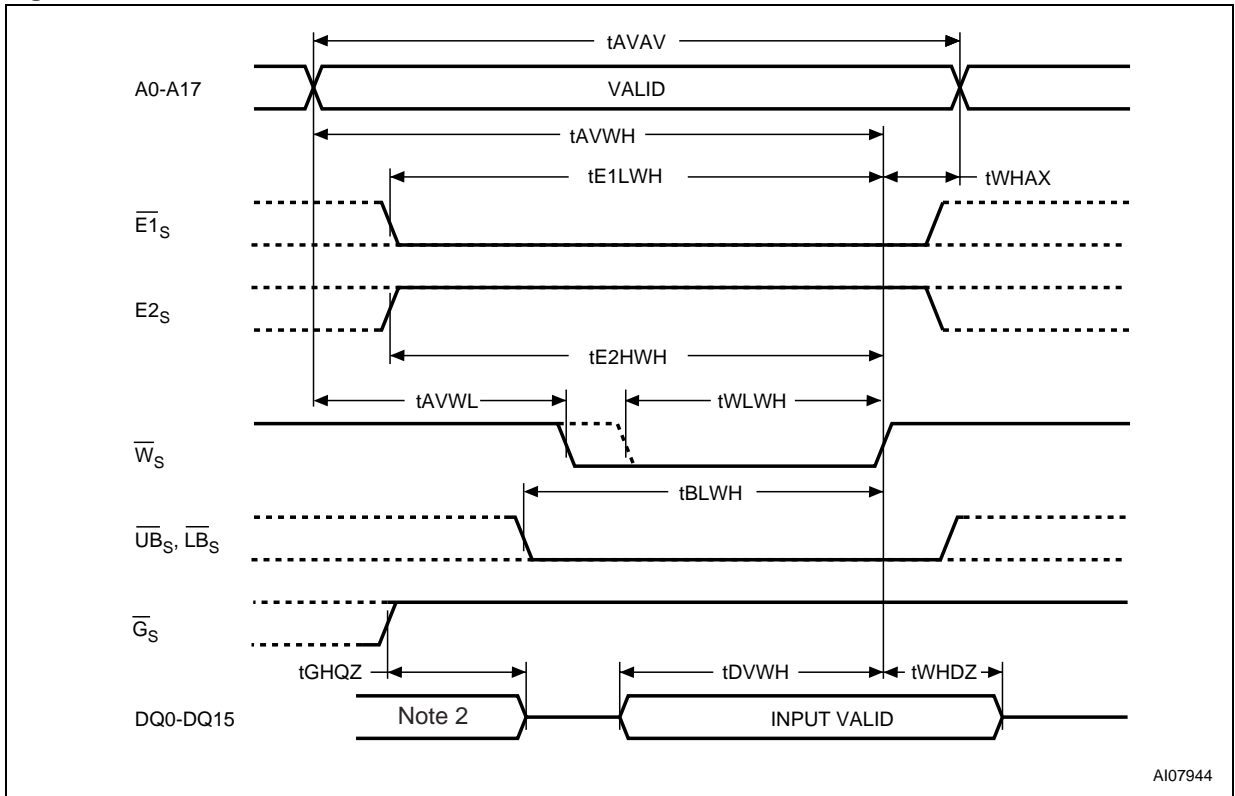 tAVAV
A0-A17
VALID
tAVWH
tE1LWH
tWHAX
E1S
E2S
tE2HWH
tAVWL
tWLWH
WS
tBLWH
UBS, LBS
GS
tGHQZ
tDVWH
tWHDZ
DQ0-DQ15
Note 2
INPUT VALID
AI07944